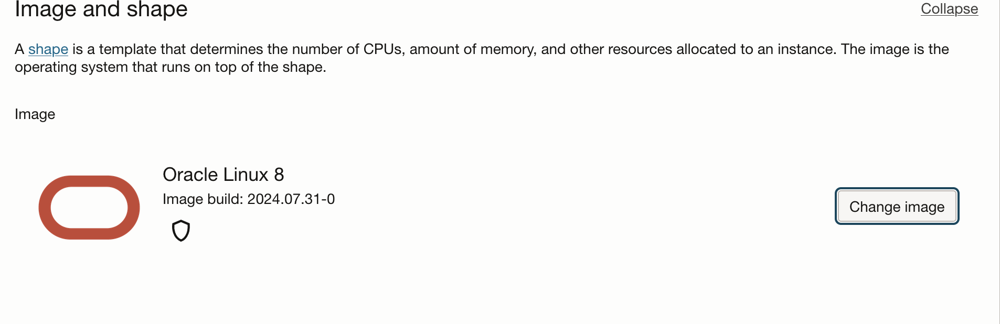 Image and shape
Collapse
A shape is a template that determines the number of CPUs, amount of memory, and other resources allocated to an instance. The image is the
operating system that runs on top of the shape.
Image
Oracle Linux 8
Image build: 2024.07.31-0
Change image